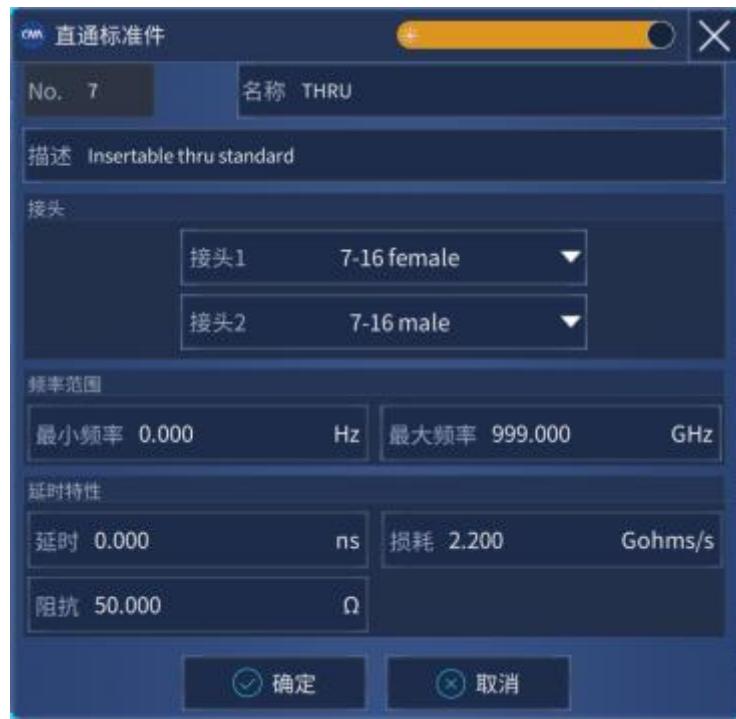 直通标准件
No. 7 名称 THRU
描述 Insertable thru standard
接头
接头1 7-16 female
接头2 7-16 male
频率范围
最小频率 0.000 Hz 最大频率 999.000 GHz
延时特性
延时 0.000 ns 损耗 2.200 Gohms/s
阻抗 50.000 Ω
确定 取消